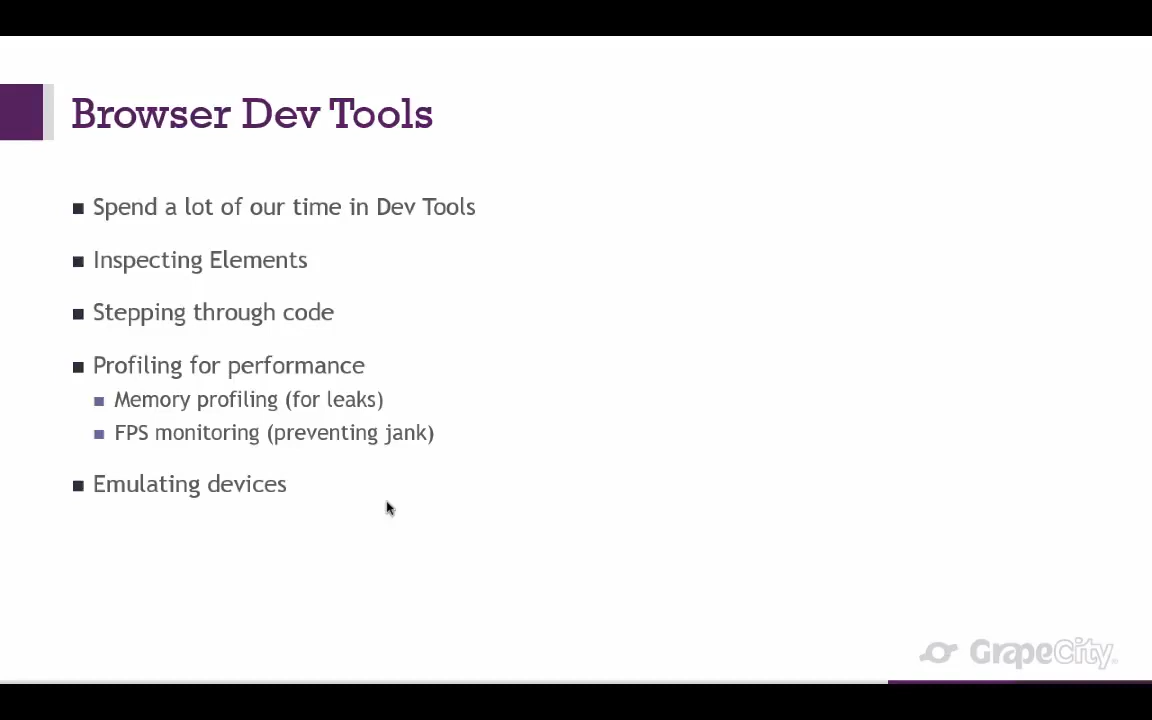 Browser Dev Tools
Spend a lot of our time in Dev Tools
Inspecting Elements
Stepping through code
Profiling for performance
Memory profiling (for leaks)
FPS monitoring (preventing jank)
Emulating devices
GrapeCity